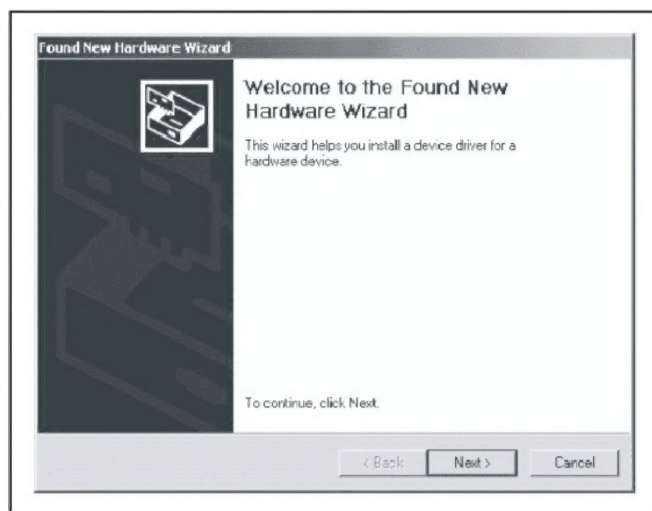 Found New Hardware Wizard
Welcome to the Found New
Hardware Wizard
This wizard helps you install a device driver for a
hardware device.
To continue, click Next.
< Back
Next >
Cancel